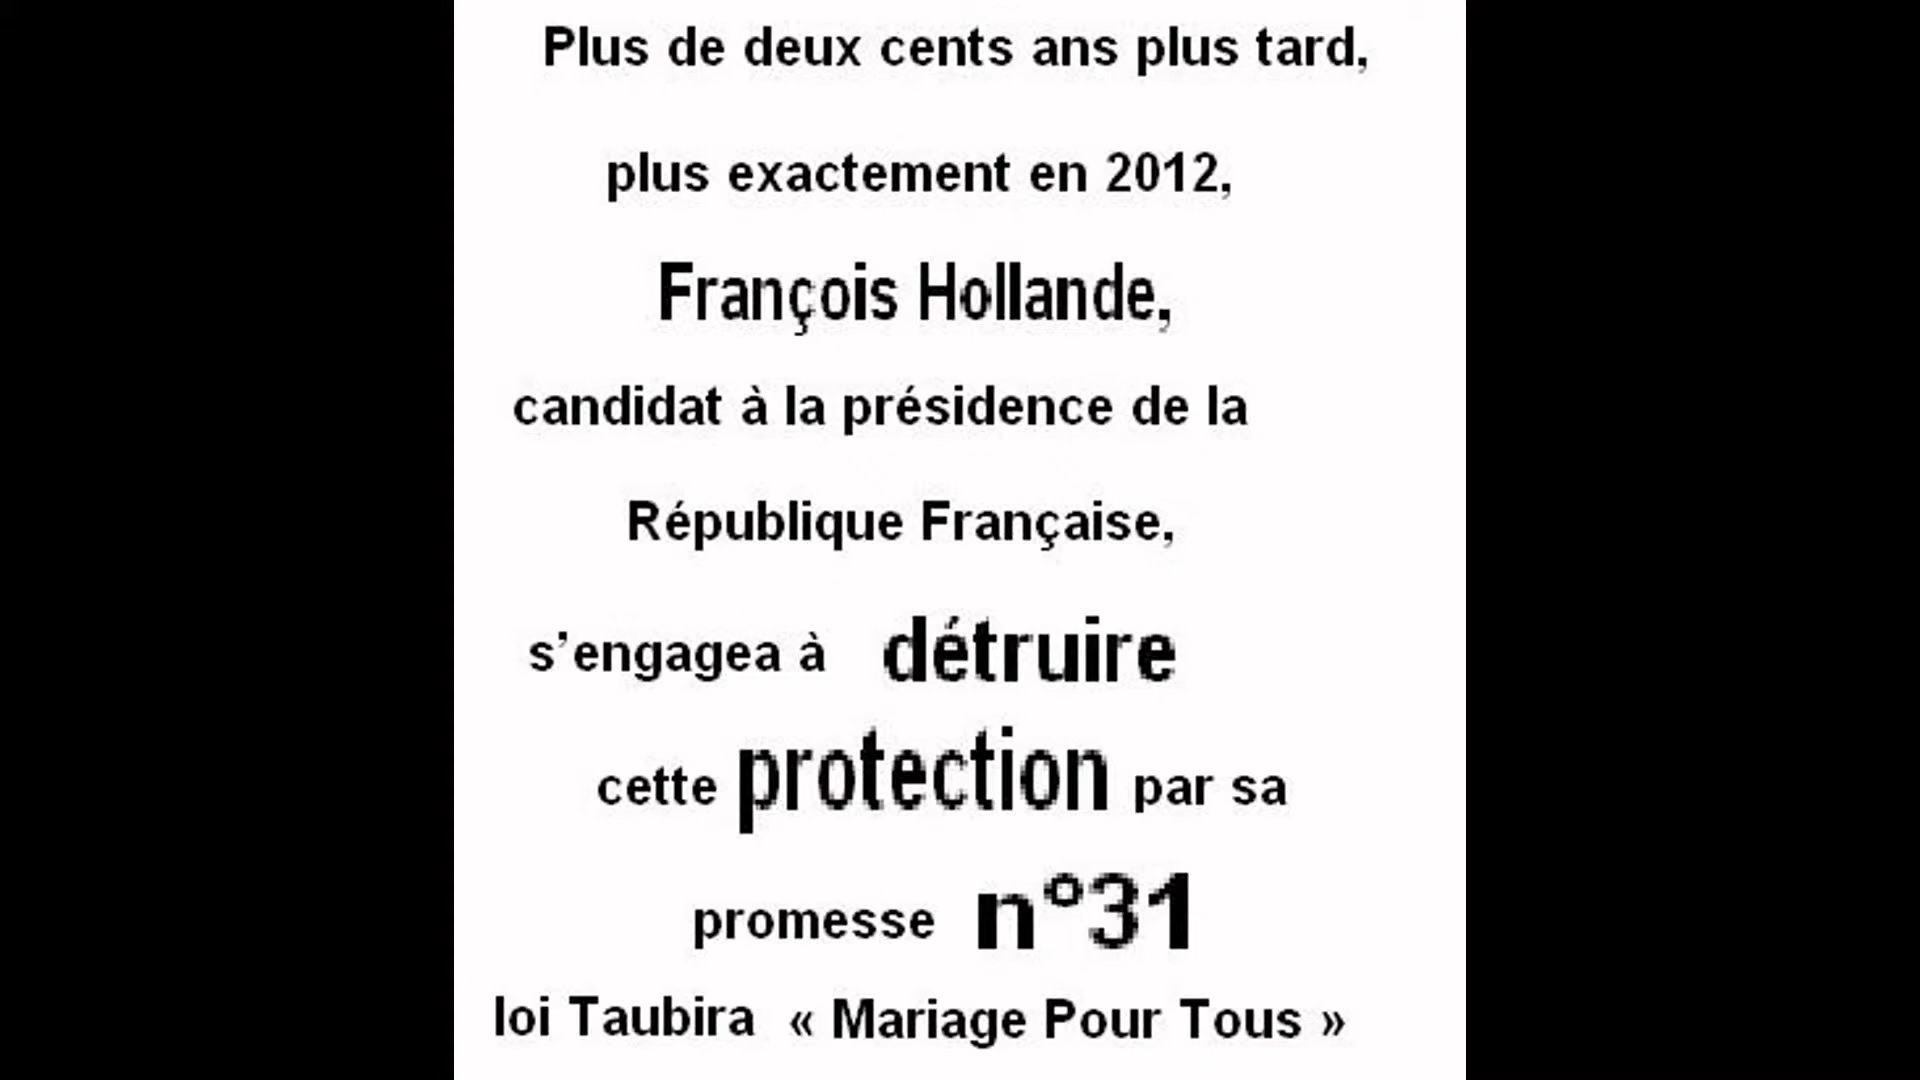 Plus de deux cents ans plus tard,
plus exactement en 2012,
François Hollande,
candidat à la présidence de la
République Française,
s’engagea à détruire
cette protection par sa
promesse n°31
loi Taubira « Mariage Pour Tous »